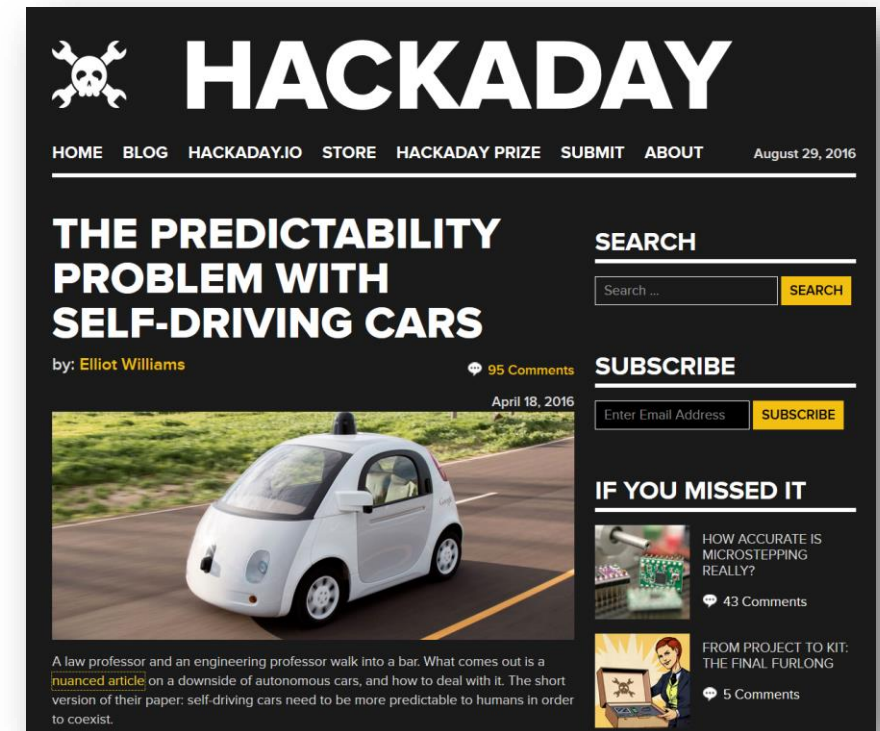 HACKADAY
HOME BLOG HACKADAY.IO STORE HACKADAY PRIZE SUBMIT ABOUT August 29, 2016
THE PREDICTABILITY
PROBLEM WITH
SELF-DRIVING CARS
by: Elliot Williams
95 Comments
April 18, 2016
A law professor and an engineering professor walk into a bar. What comes out is a
nuanced article on a downside of autonomous cars, and how to deal with it. The short
version of their paper: self-driving cars need to be more predictable to humans in order
to coexist.
SEARCH
Search ... SEARCH
SUBSCRIBE
Enter Email Address SUBSCRIBE
IF YOU MISSED IT
HOW ACCURATE IS
MICROSTEPPING
REALLY?
43 Comments
FROM PROJECT TO KIT:
THE FINAL FURLONG
5 Comments